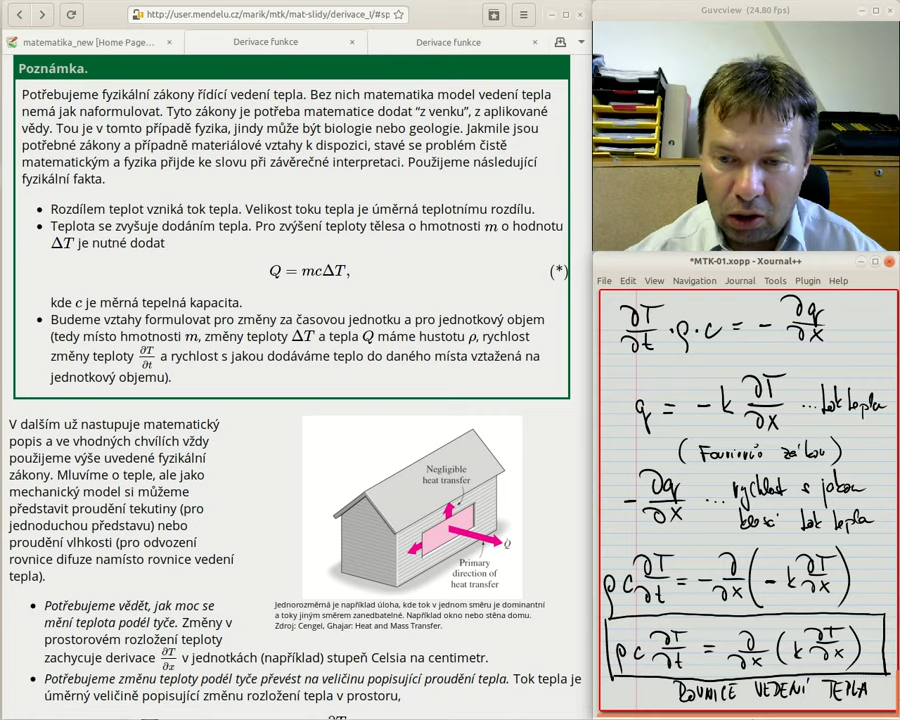 http://user.mendelu.cz/marik/mtk/mat-slidy/derivace_I/#sp
matematika_new [Home Page...
Derivace funkce
Derivace funkce
Poznámka.
Potřebujeme fyzikální zákony řídící vedení tepla. Bez nich matematika model vedení tepla
nemá jak naformulovat. Tyto zákony je potřeba matematice dodat “z venku”, z aplikované
vědy. Tou je v tomto případě fyzika, jindy může být biologie nebo geologie. Jakmile jsou
potřebné zákony a případně materiálové vztahy k dispozici, stavé se problém čistě
matematickým a fyzika přijde ke slovu při závěrečné interpretaci. Použijeme následující
fyzikální fakta.
• Rozdílem teplot vzniká tok tepla. Velikost toku tepla je úměrná teplotnímu rozdílu.
• Teplota se zvyšuje dodáním tepla. Pro zvýšení teploty tělesa o hmotnosti m o hodnotu
ΔT je nutné dodat
Q = mcΔT, (*)
kde c je měrná tepelná kapacita.
• Budeme vztahy formulovat pro změny za časovou jednotku a pro jednotkový objem
(tedy místo hmotnosti m, změny teploty ΔT a tepla Q máme hustotu ρ, rychlost
změny teploty ∂T/∂t a rychlost s jakou dodáváme teplo do daného místa vztažená na
jednotkový objemu).
V dalším už nastupuje matematický
popis a ve vhodných chvílích vždy
použijeme výše uvedené fyzikální
zákony. Mluvíme o teple, ale jako
mechanický model si můžeme
představit proudění tekutiny (pro
jednoduchou představu) nebo
proudění vlhkosti (pro odvození
rovnice difuze namísto rovnice vedení
tepla).
Negligible
heat transfer
Q̇
Primary
direction of
heat transfer
Jednorozměrná je například úloha, kde tok v jednom směru je dominantní
a toky jiným směrem zanedbatelné. Například okno nebo stěna domu.
Zdroj: Cengel, Ghajar: Heat and Mass Transfer.
• Potřebujeme vědět, jak moc se
mění teplota podél tyče. Změny v
prostorovém rozložení teploty
zachycuje derivace ∂T/∂x v jednotkách (například) stupeň Celsia na centimetr.
• Potřebujeme změnu teploty podél tyče převést na veličinu popisující proudění tepla. Tok tepla je
úměrný veličině popisující změnu rozložení tepla v prostoru,
Guvcview (24.80 fps)
*MTK-01.xopp - Xournal++
File Edit View Navigation Journal Tools Plugin Help
∂T/∂t · ρ · c = − ∂q/∂x
q = − k ∂T/∂x ... tok tepla
(Fourierův zákon)
− ∂q/∂x ... rychlost s jakou
klesá tok tepla
ρ c ∂T/∂t = − ∂/∂x (− k ∂T/∂x)
ρ c ∂T/∂t = ∂/∂x (k ∂T/∂x)
ROVNICE VEDENÍ TEPLA